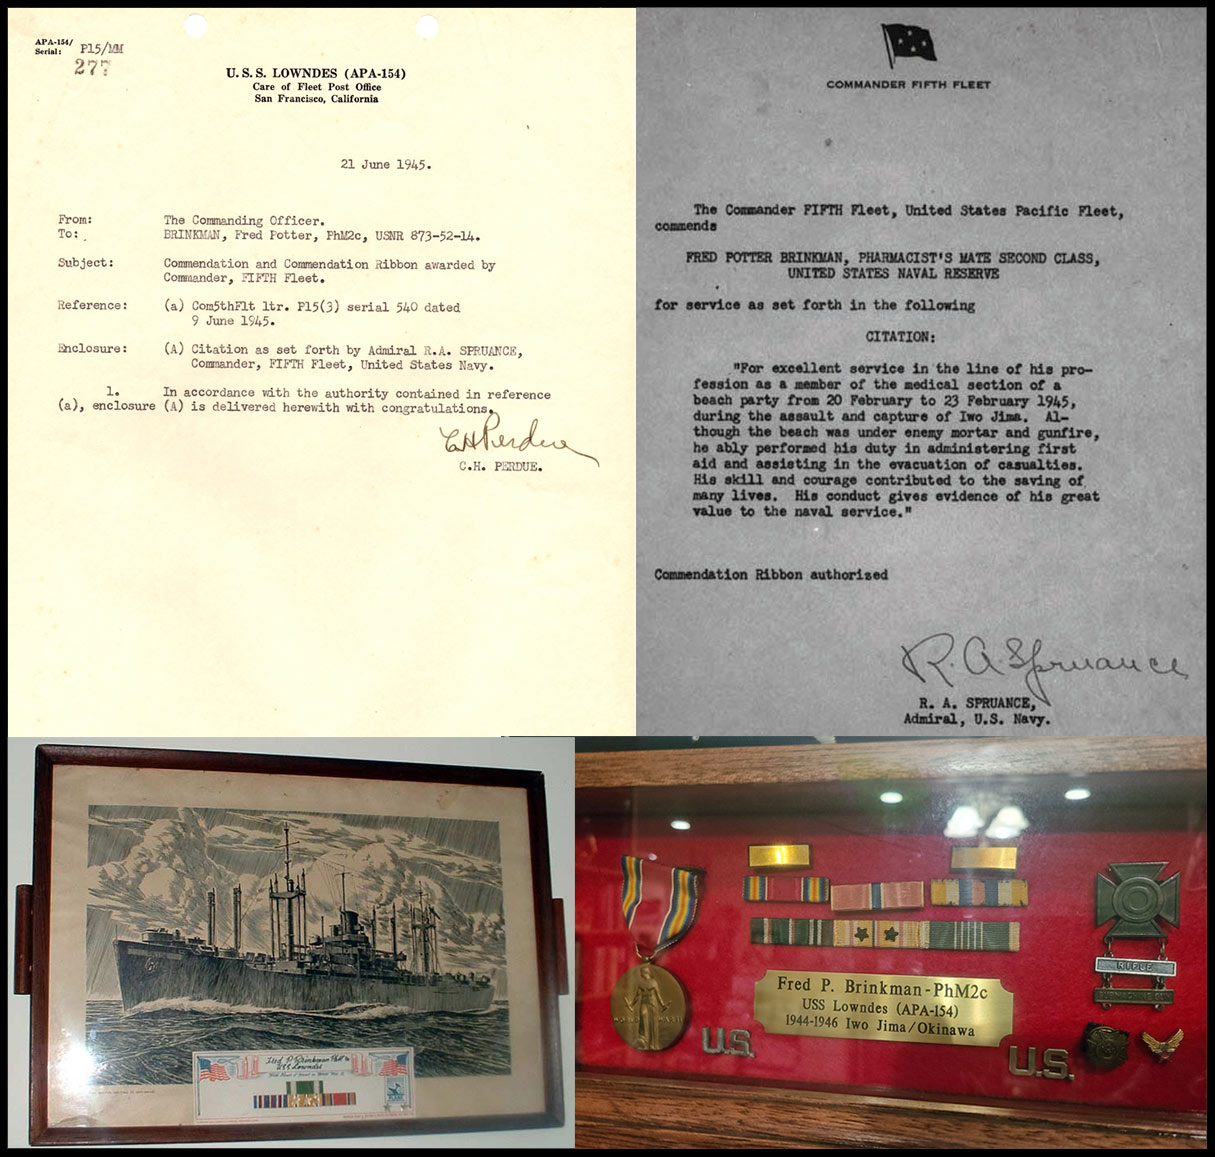 APA-154/
Serial: P15/MM
277
U. S. S. LOWNDES (APA-154)
Care of Fleet Post Office
San Francisco, California
21 June 1945.
From: The Commanding Officer.
To: BRINKMAN, Fred Potter, PhM2c, USNR 873-52-14.
Subject: Commendation and Commendation Ribbon awarded by
Commander, FIFTH Fleet.
Reference: (a) Com5thFlt ltr. P15(3) serial 540 dated
9 June 1945.
Enclosure: (A) Citation as set forth by Admiral R.A. SPRUANCE,
Commander, FIFTH Fleet, United States Navy.
1. In accordance with the authority contained in reference
(a), enclosure (A) is delivered herewith with congratulations.
C H Perdue
C.H. PERDUE.
COMMANDER FIFTH FLEET
The Commander FIFTH Fleet, United States Pacific Fleet,
commends
FRED POTTER BRINKMAN, PHARMACIST'S MATE SECOND CLASS,
UNITED STATES NAVAL RESERVE
for service as set forth in the following
CITATION:
"For excellent service in the line of his pro-
fession as a member of the medical section of a
beach party from 20 February to 23 February 1945,
during the assault and capture of Iwo Jima. Al-
though the beach was under enemy mortar and gunfire,
he ably performed his duty in administering first
aid and assisting in the evacuation of casualties.
His skill and courage contributed to the saving of
many lives. His conduct gives evidence of his great
value to the naval service."
Commendation Ribbon authorized
R. A. Spruance
R. A. SPRUANCE,
Admiral, U.S. Navy.
Fred P. Brinkman PhM
USS Lowndes
RIFLE
Fred P. Brinkman-PhM2c
USS Lowndes (APA-154)
1944-1946 Iwo Jima/Okinawa
U.S.
U.S.